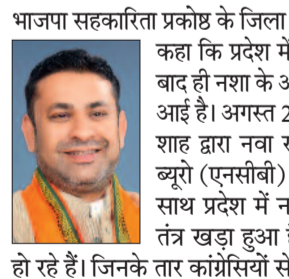 भाजपा सहकारिता प्रकोष्ठ के जिला
कहा कि प्रदेश में
बाद ही नशा के अ
आई है। अगस्त 2
शाह द्वारा नवा र
ब्यूरो (एनसीबी)
साथ प्रदेश में न
तंत्र खड़ा हुआ है
हो रहे हैं। जिनके तार कांग्रेसियों से